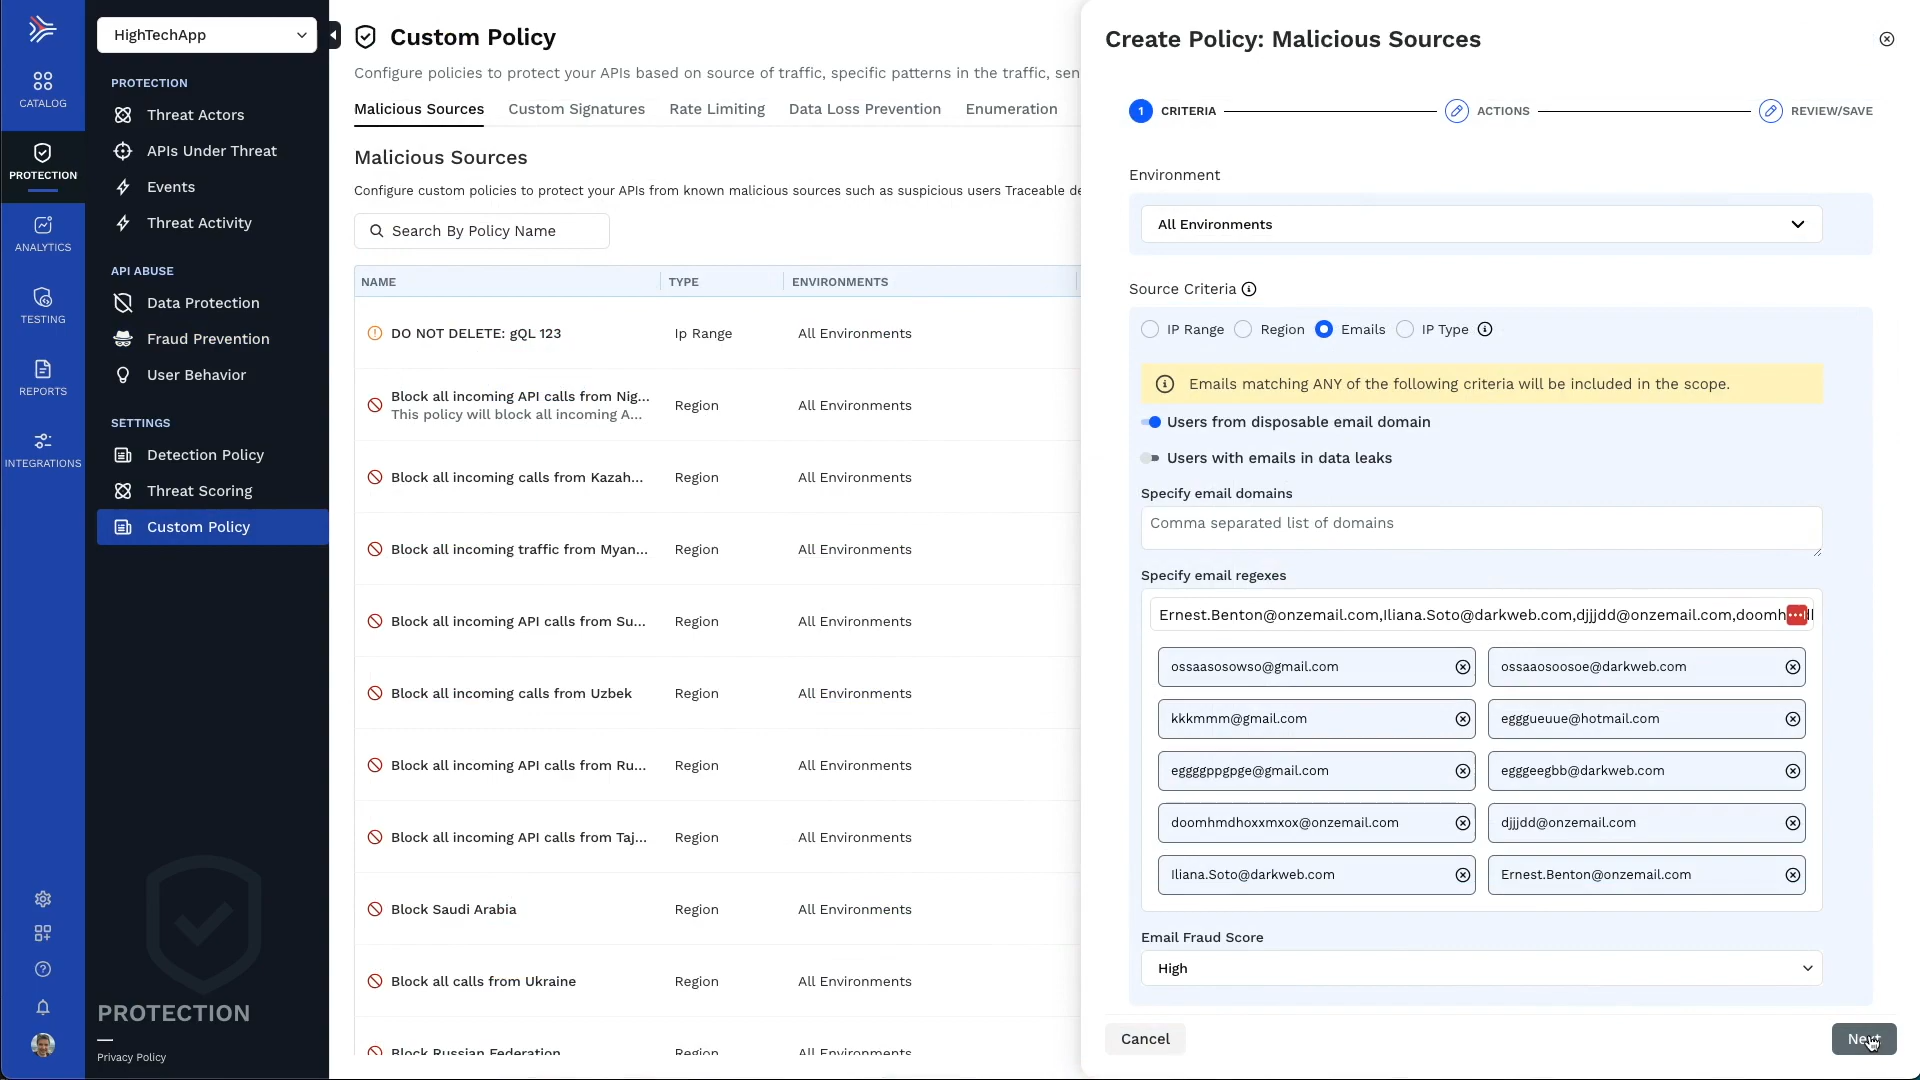 CATALOG
PROTECTION
ANALYTICS
TESTING
REPORTS
INTEGRATIONS
HighTechApp
PROTECTION
Threat Actors
APIs Under Threat
Events
Threat Activity
API ABUSE
Data Protection
Fraud Prevention
User Behavior
SETTINGS
Detection Policy
Threat Scoring
Custom Policy
PROTECTION
Privacy Policy
Custom Policy
Configure policies to protect your APIs based on source of traffic, specific patterns in the traffic, sen
Malicious Sources Custom Signatures Rate Limiting Data Loss Prevention Enumeration
Malicious Sources
Configure custom policies to protect your APIs from known malicious sources such as suspicious users Traceable de
Search By Policy Name
NAME TYPE ENVIRONMENTS
DO NOT DELETE: gQL 123 Ip Range All Environments
Block all incoming API calls from Nig... Region All Environments
This policy will block all incoming A...
Block all incoming calls from Kazah... Region All Environments
Block all incoming traffic from Myan... Region All Environments
Block all incoming API calls from Su... Region All Environments
Block all incoming calls from Uzbek Region All Environments
Block all incoming API calls from Ru... Region All Environments
Block all incoming API calls from Taj... Region All Environments
Block Saudi Arabia Region All Environments
Block all calls from Ukraine Region All Environments
Block Russian Federation Region All Environments
Create Policy: Malicious Sources
1 CRITERIA ACTIONS REVIEW/SAVE
Environment
All Environments
Source Criteria
IP Range Region Emails IP Type
Emails matching ANY of the following criteria will be included in the scope.
Users from disposable email domain
Users with emails in data leaks
Specify email domains
Comma separated list of domains
Specify email regexes
Ernest.Benton@onzemail.com,Iliana.Soto@darkweb.com,djjjdd@onzemail.com,doomh
ossaasosowso@gmail.com ossaaosoosoe@darkweb.com
kkkmmm@gmail.com egggueuue@hotmail.com
eggggppgpge@gmail.com egggeegbb@darkweb.com
doomhmdhoxxmxox@onzemail.com djjjdd@onzemail.com
Iliana.Soto@darkweb.com Ernest.Benton@onzemail.com
Email Fraud Score
High
Cancel Next